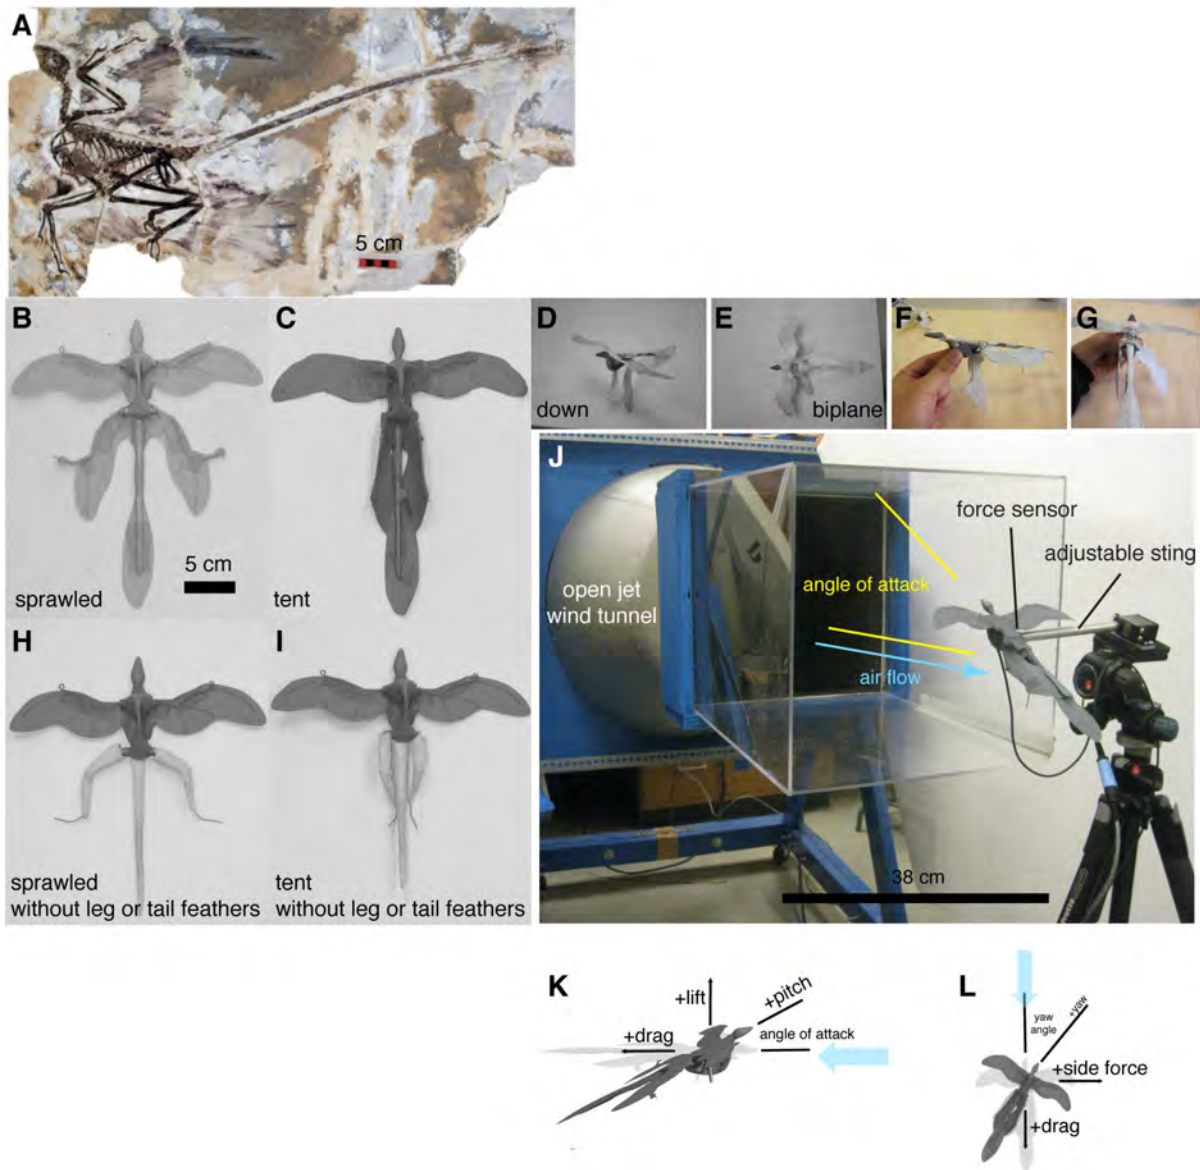 A
5 cm
B
C
D
E
F
G
down
biplane
J
force sensor
adjustable sting
open jet
wind tunnel
angle of attack
air flow
5 cm
sprawled
tent
H
I
38 cm
sprawled
without leg or tail feathers
tent
without leg or tail feathers
K
+lift
+pitch
+drag
angle of attack
L
yaw
angle
+yaw
+side force
+drag